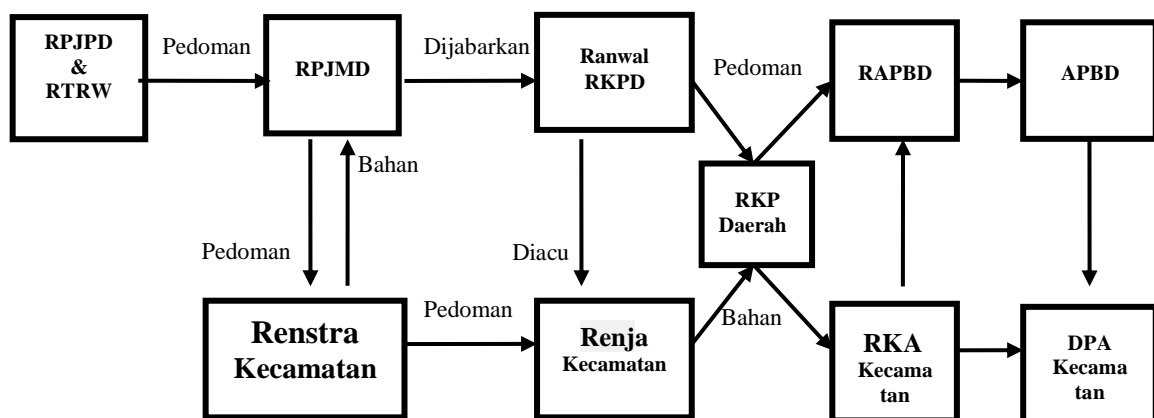 RPJPD
&
RTRW
Pedoman
RPJMD
Dijabarkan
Ranwal
RKPD
Pedoman
RAPBD
APBD
Bahan
RKP
Daerah
Pedoman
Diacu
Renstra
Kecamatan
Pedoman
Renja
Kecamatan
Bahan
RKA
Kecama
tan
DPA
Kecama
tan